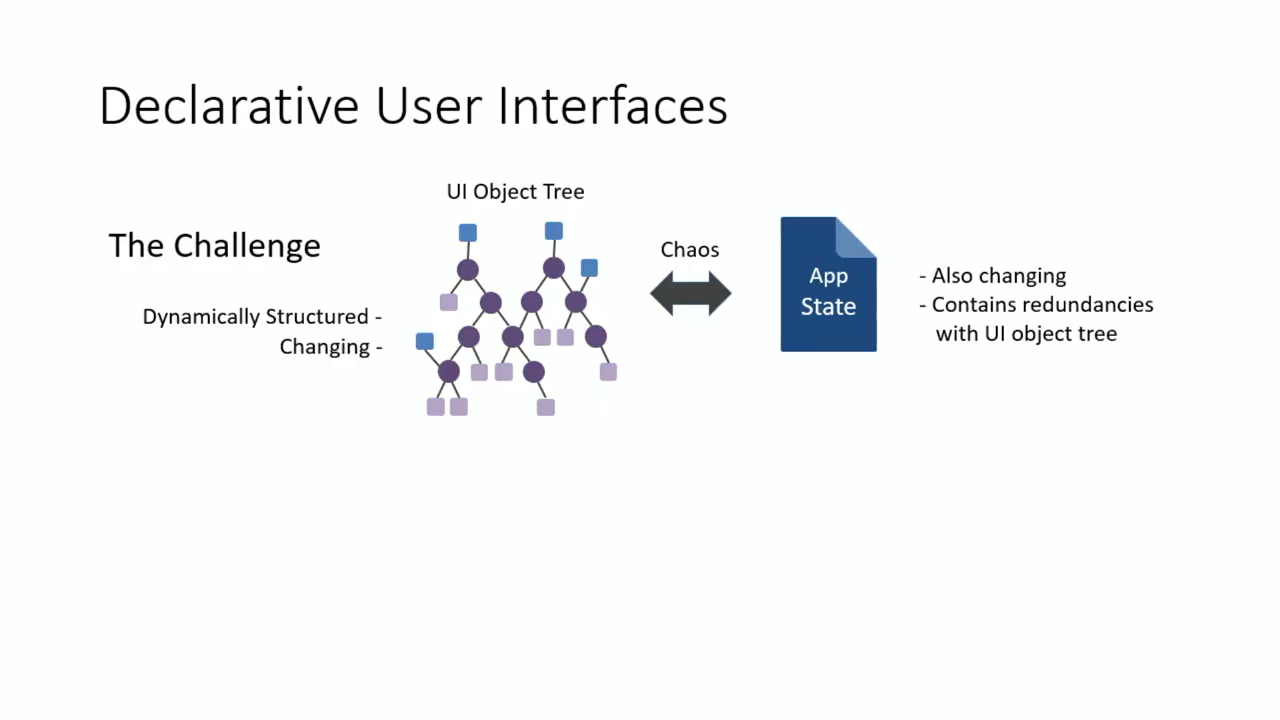 Declarative User Interfaces
UI Object Tree
The Challenge
Dynamically Structured -
Changing -
Chaos
App
State
- Also changing
- Contains redundancies
with UI object tree